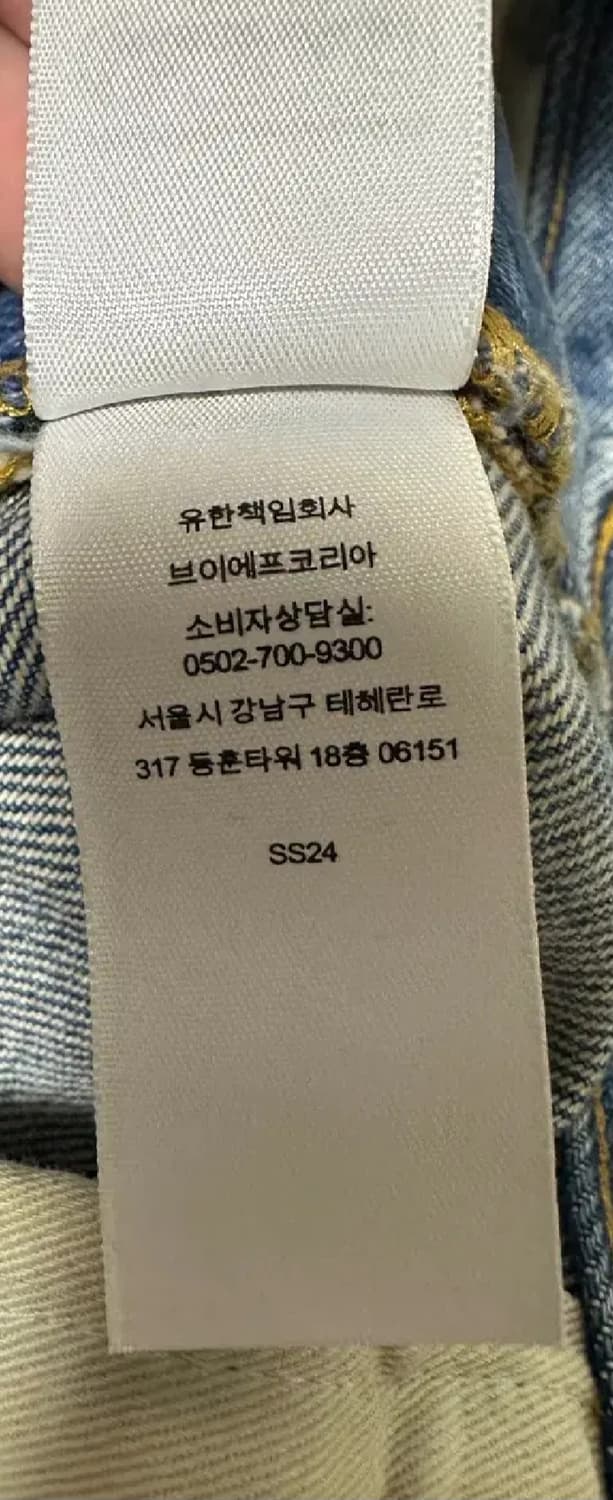 유한책임회사
브이에프코리아
소비자상담실:
0502-700-9300
서울시 강남구 테헤란로
317 동훈타워 18층 06151
SS24